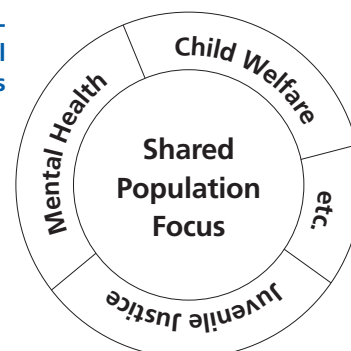 -
l
s
Child Welfare
Mental Health
Shared
Population
Focus
etc.
Juvenile Justice